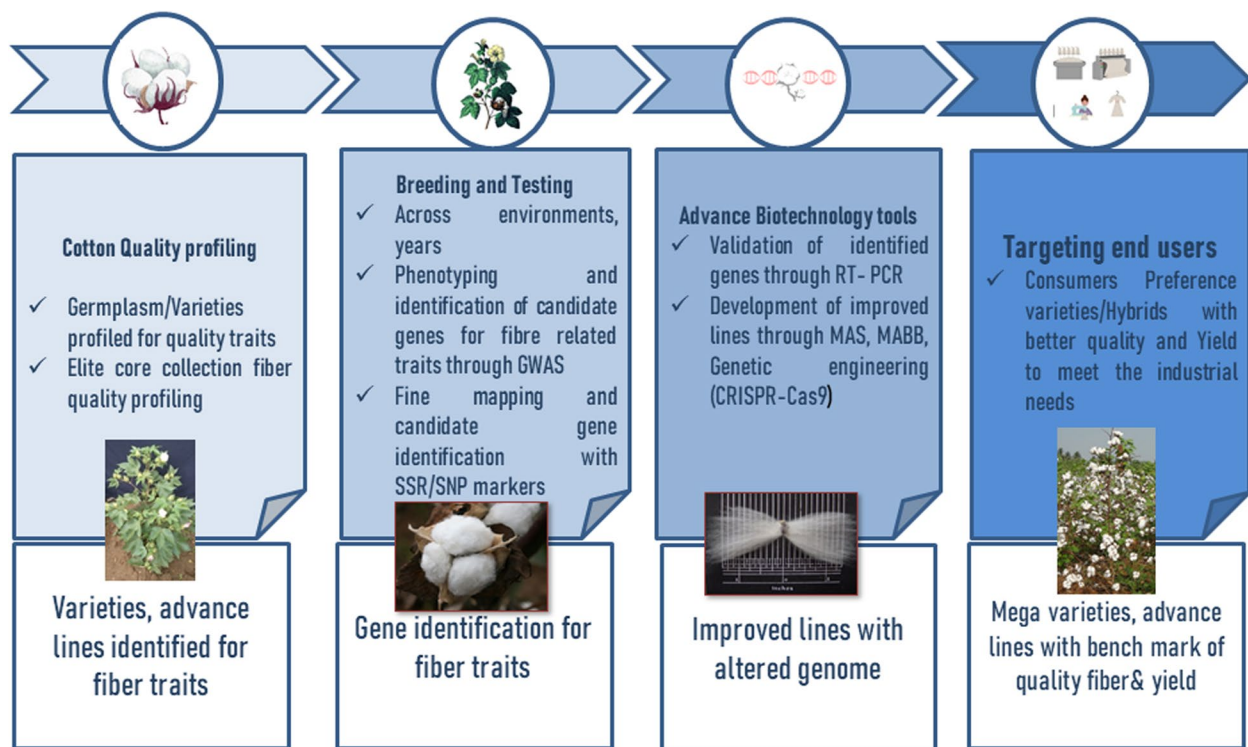 Cotton Quality profiling
✓ Germplasm/Varieties
profiled for quality traits
✓ Elite core collection fiber
quality profiling
Varieties, advance
lines identified for
fiber traits
Breeding and Testing
✓ Across environments,
years
✓ Phenotyping and
identification of candidate
genes for fibre related
traits through GWAS
✓ Fine mapping and
candidate gene
identification with
SSR/SNP markers
Gene identification for
fiber traits
Advance Biotechnology tools
✓ Validation of identified
genes through RT- PCR
✓ Development of improved
lines through MAS, MABB,
Genetic engineering
(CRISPR-Cas9)
inches
Improved lines with
altered genome
Targeting end users
✓ Consumers Preference
varieties/Hybrids with
better quality and Yield
to meet the industrial
needs
Mega varieties, advance
lines with bench mark of
quality fiber& yield